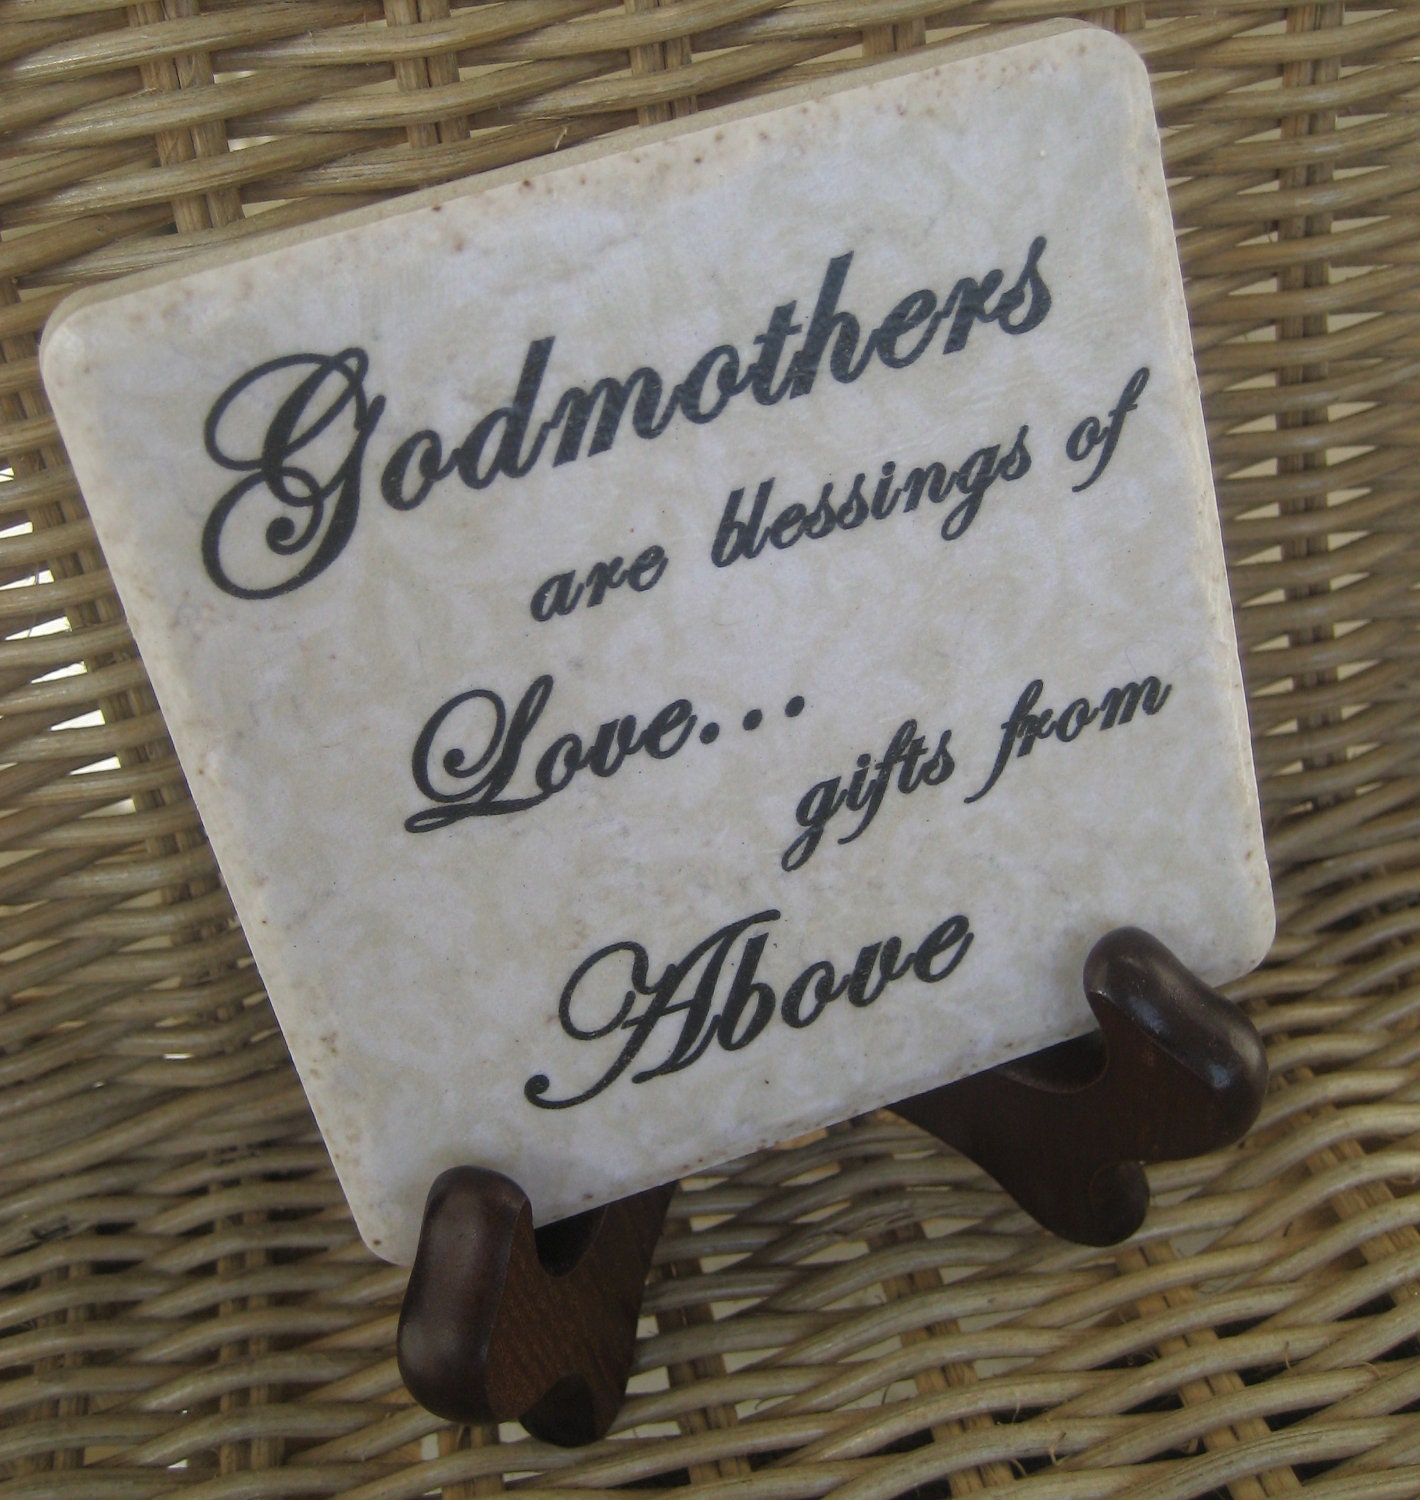 Godmothers
are blessings of
Love...
gifts from
Above